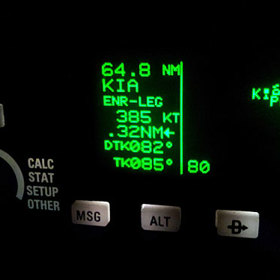 64.8 NM
KIA
ENR-LEG
385 KT
.32NM←
DTK082°
TK085°
80
CALC
STAT
SETUP
OTHER
MSG
ALT
D